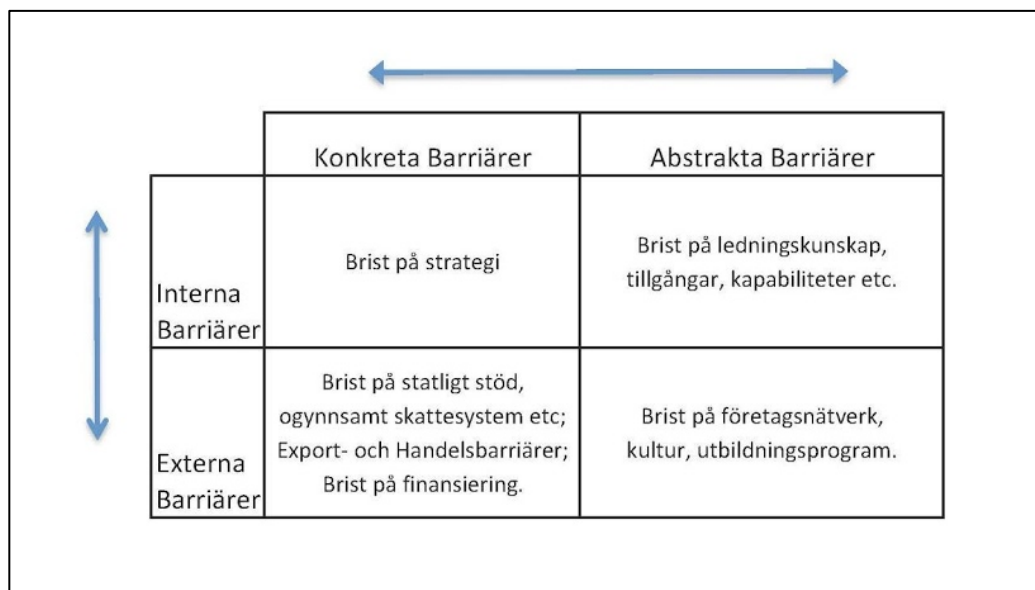 Konkreta Barriärer
Abstrakta Barriärer
Interna
Barriärer
Brist på strategi
Brist på ledningskunskap,
tillgångar, kapabiliteter etc.
Externa
Barriärer
Brist på statligt stöd,
ogynnsamt skattesystem etc;
Export- och Handelsbarriärer;
Brist på finansiering.
Brist på företagsnätverk,
kultur, utbildningsprogram.